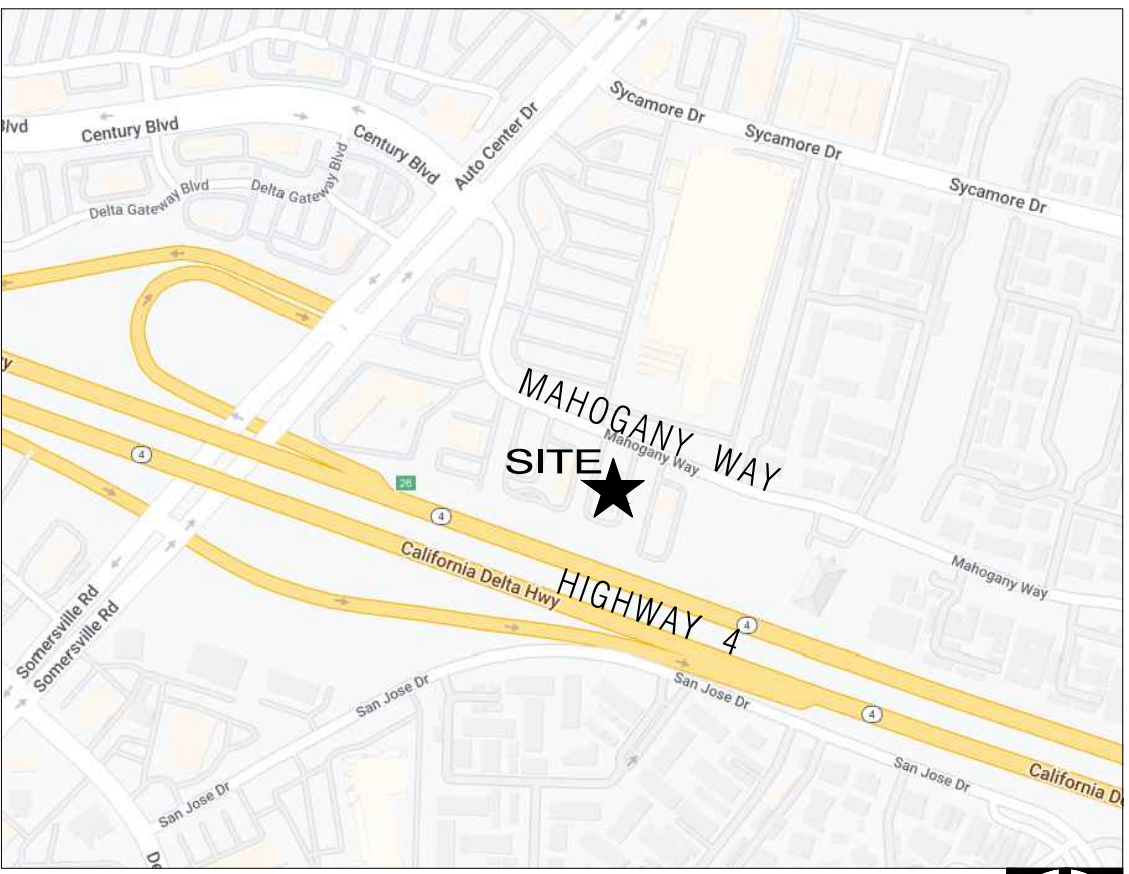 Sycamore Dr
Sycamore Dr
Sycamore Dr
Century Blvd
Century Blvd
Auto Center Dr
Delta Gateway Blvd
Delta Gateway Blvd
MAHOGANY WAY
Mahogany Way
SITE
26
4
4
California Delta Hwy
HIGHWAY 4
4
Mahogany Way
Somersville Rd
Somersville Rd
San Jose Dr
San Jose Dr
4
San Jose Dr
California De
San Jose Dr